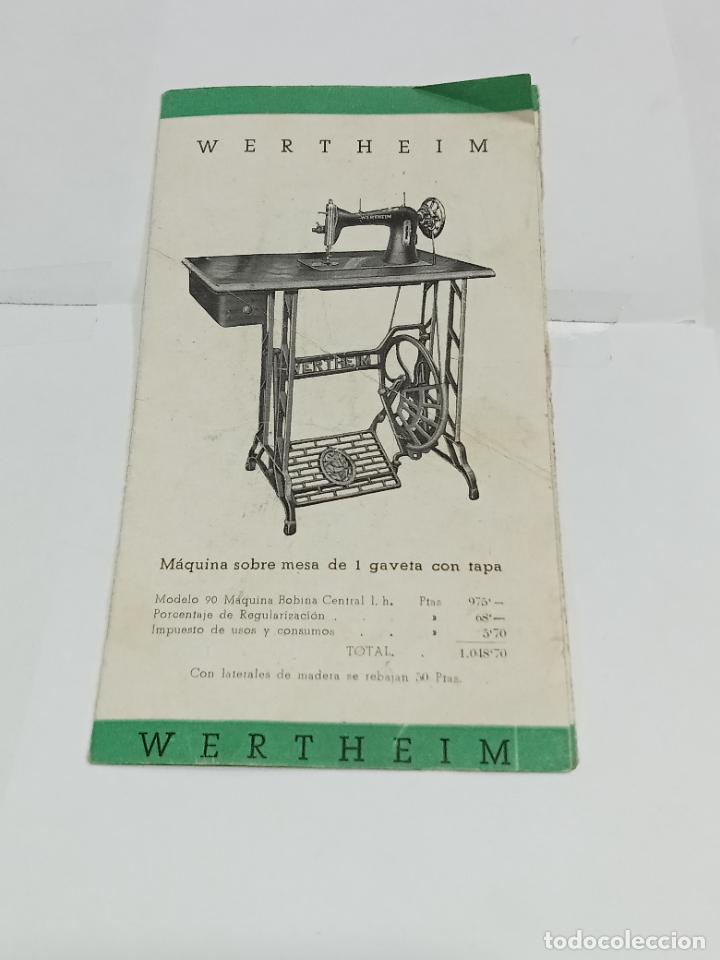 WERTHEIM
WERTHEIM
WERTHEIM
Máquina sobre mesa de 1 gaveta con tapa
Modelo 90 Máquina Bobina Central l. h. Ptas 975'—
Porcentaje de Regularización . . » 68'—
Impuesto de usos y consumos . . » 5'70
TOTAL. . 1.048'70
Con laterales de madera se rebajan 50 Ptas.
WERTHEIM
todocoleccion